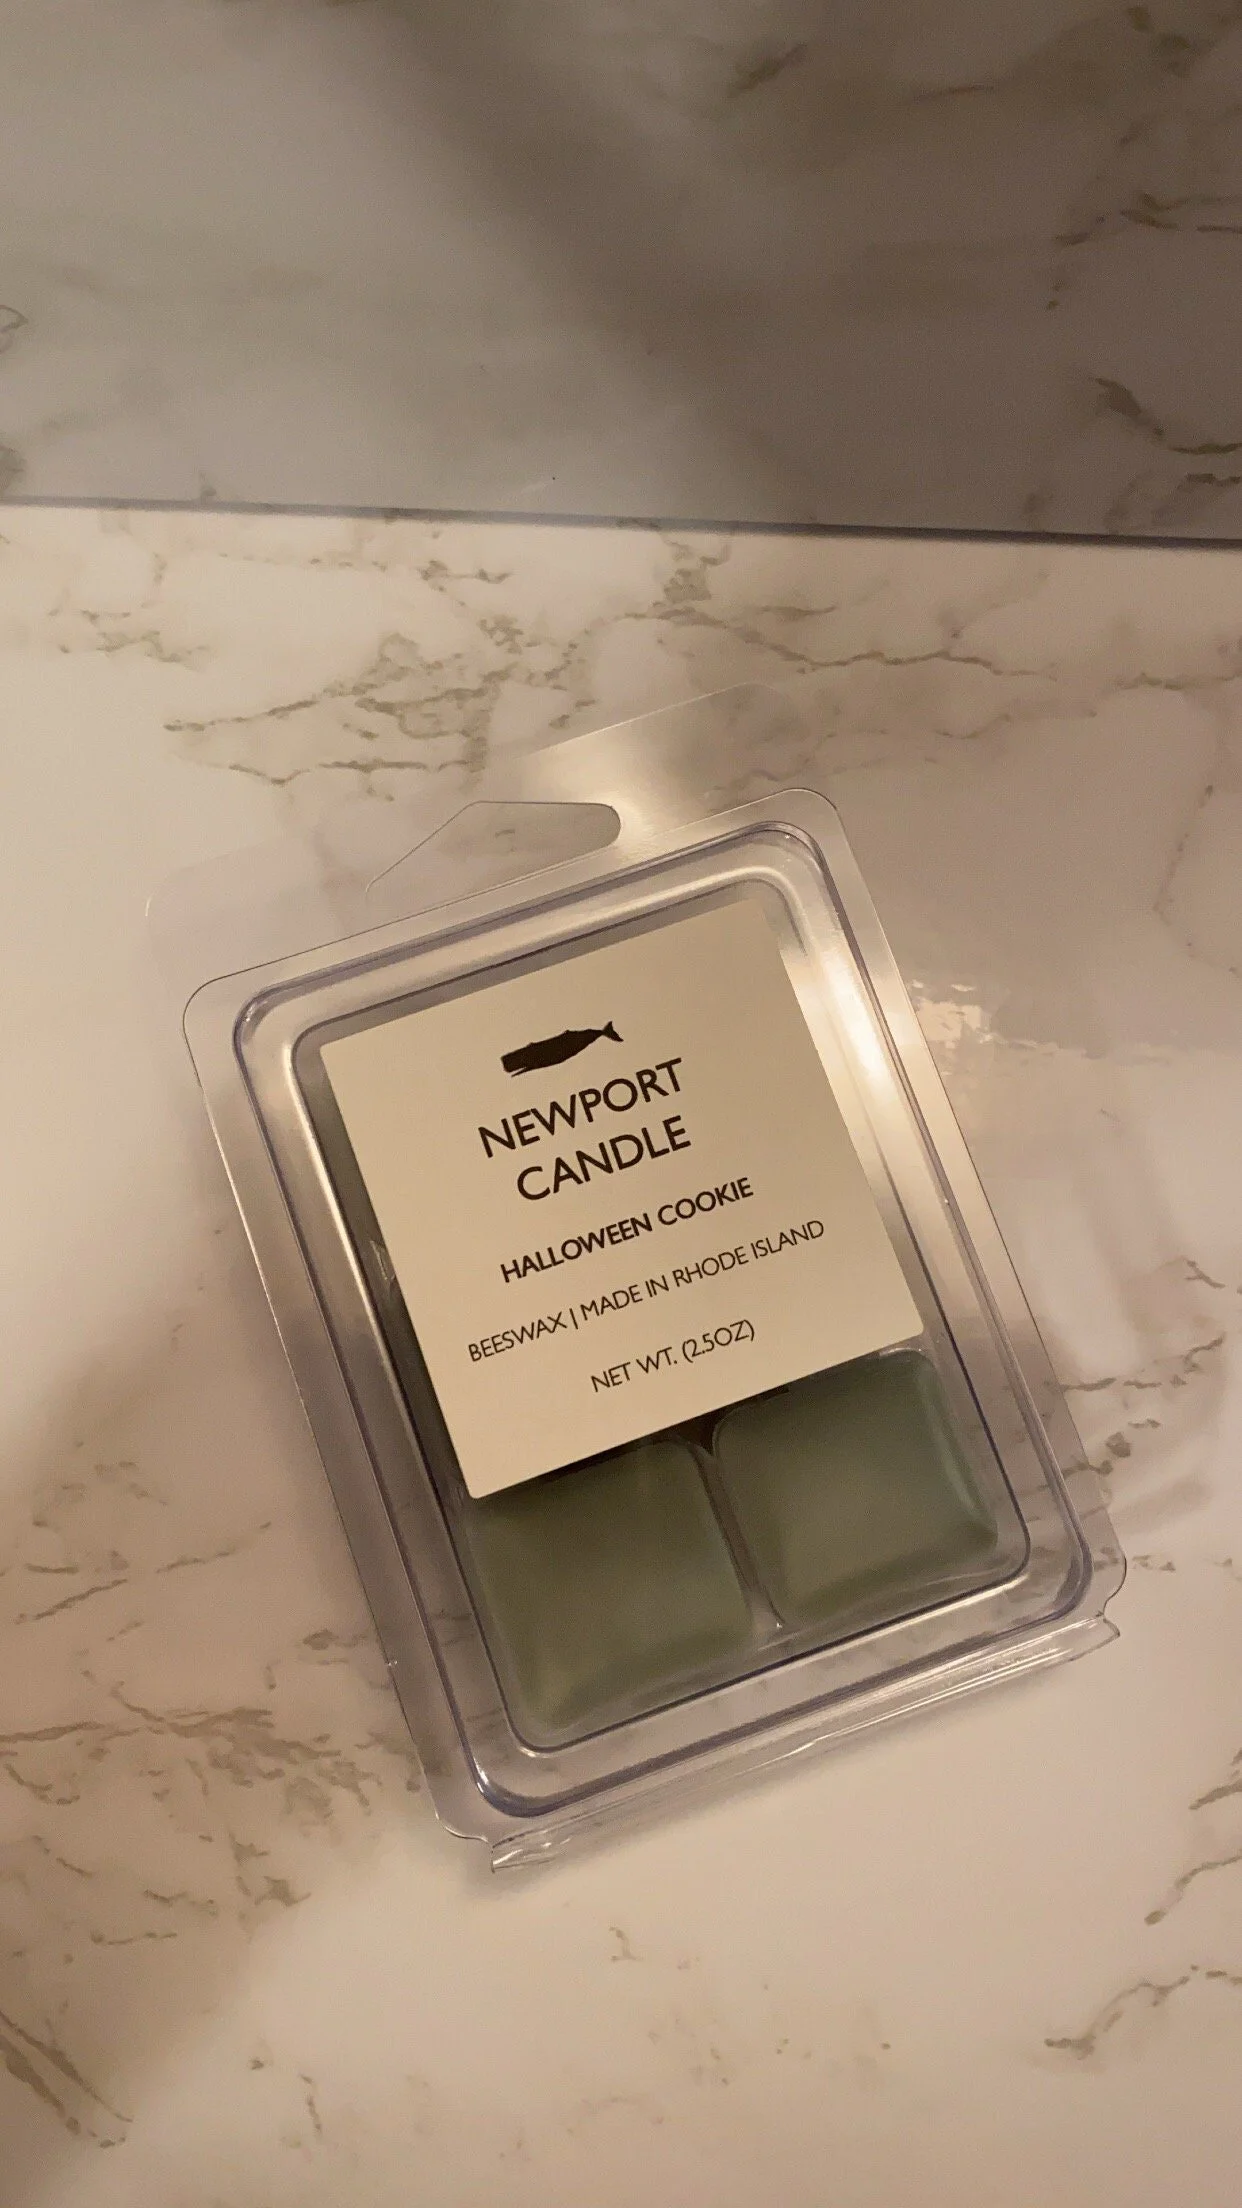 NEWPORT
CANDLE
HALLOWEEN COOKIE
BEESWAX | MADE IN RHODE ISLAND
NET WT. (2.5OZ)